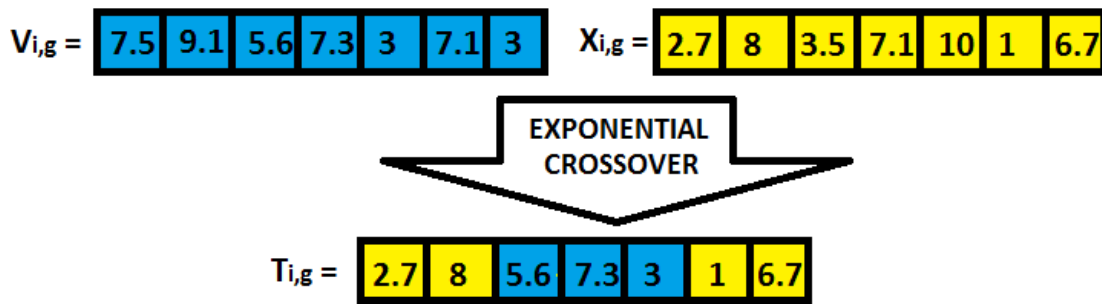 Vi,g = 7.5 9.1 5.6 7.3 3 7.1 3 Xi,g = 2.7 8 3.5 7.1 10 1 6.7
EXPONENTIAL
CROSSOVER
Ti,g = 2.7 8 5.6 7.3 3 1 6.7